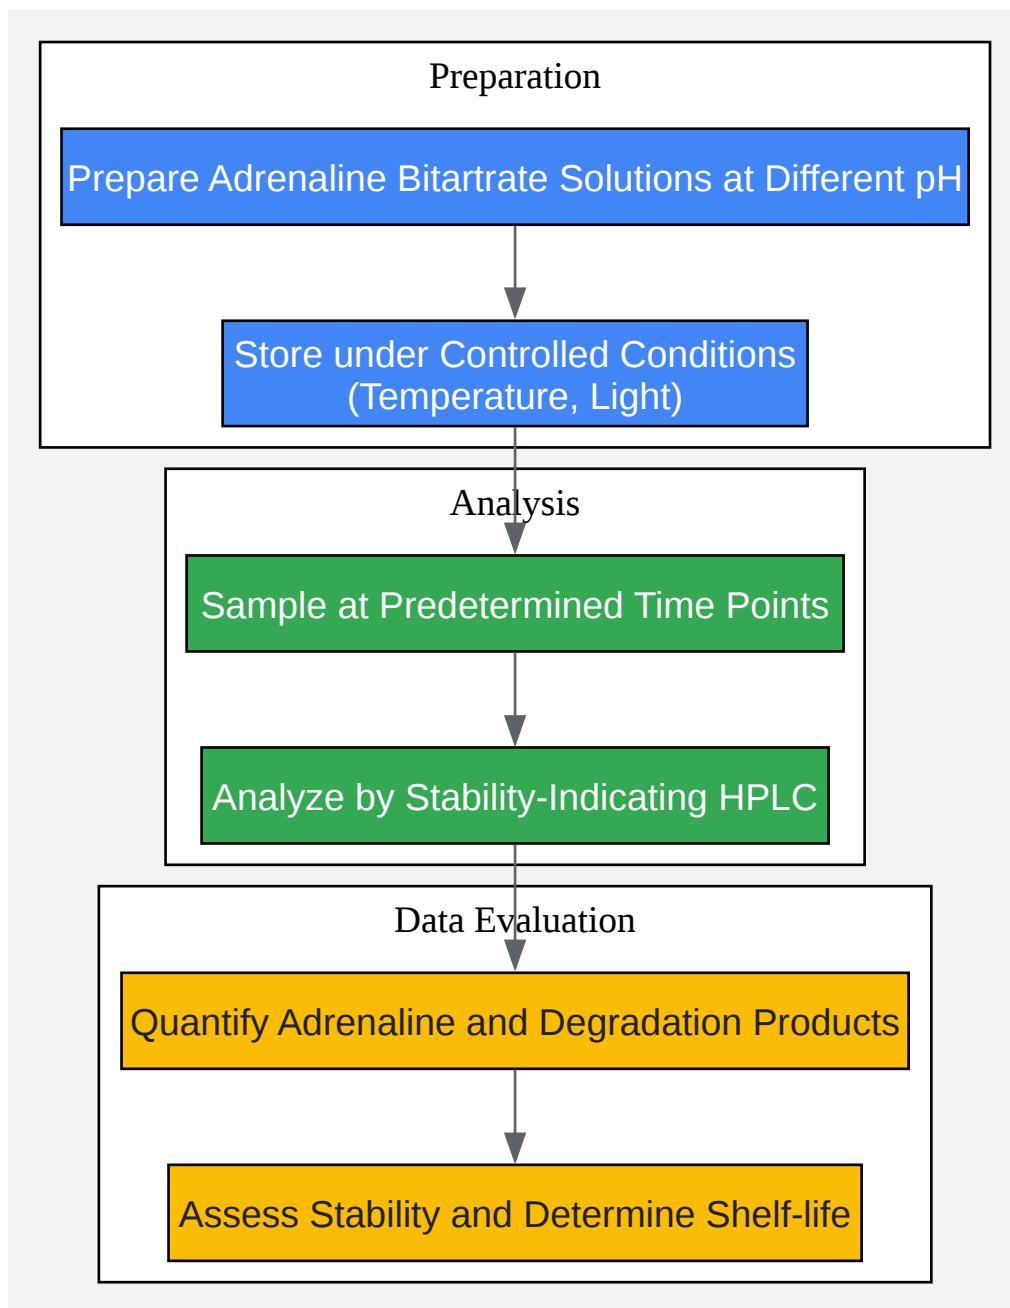 Preparation
Prepare Adrenaline Bitartrate Solutions at Different pH
Store under Controlled Conditions
(Temperature, Light)
Analysis
Sample at Predetermined Time Points
Analyze by Stability-Indicating HPLC
Data Evaluation
Quantify Adrenaline and Degradation Products
Assess Stability and Determine Shelf-life